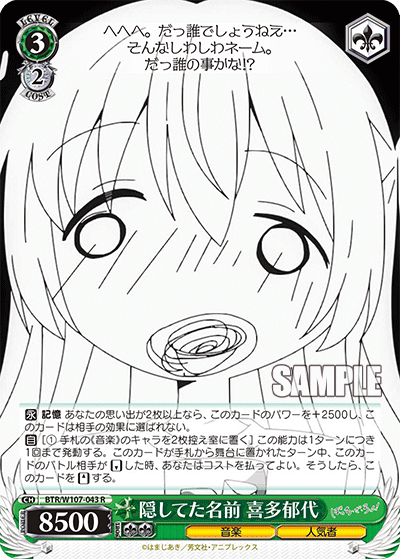 LEVEL
3
2
COST
へへへ。だっ誰でしょうねえ…
そんなしわしわネーム。
だっ誰の事がな!?
SAMPLE
永 記憶 あなたの思い出が2枚以上なら、このカードのパワーを+2500し、こ
のカードは相手の効果に選ばれない。
自 [① 手札の《音楽》のキャラを2枚控え室に置く] この能力は1ターンにつき
1回まで発動する。このカードが手札から舞台に置かれたターン中、このカー
ドのバトル相手が した時、あなたはコストを払ってよい。そうしたら、こ
のカードを する。
CH BTR/W107-043 R
8500
隠してた名前 喜多郁代
音楽
人気者
©はまじあき/芳文社・アニプレックス